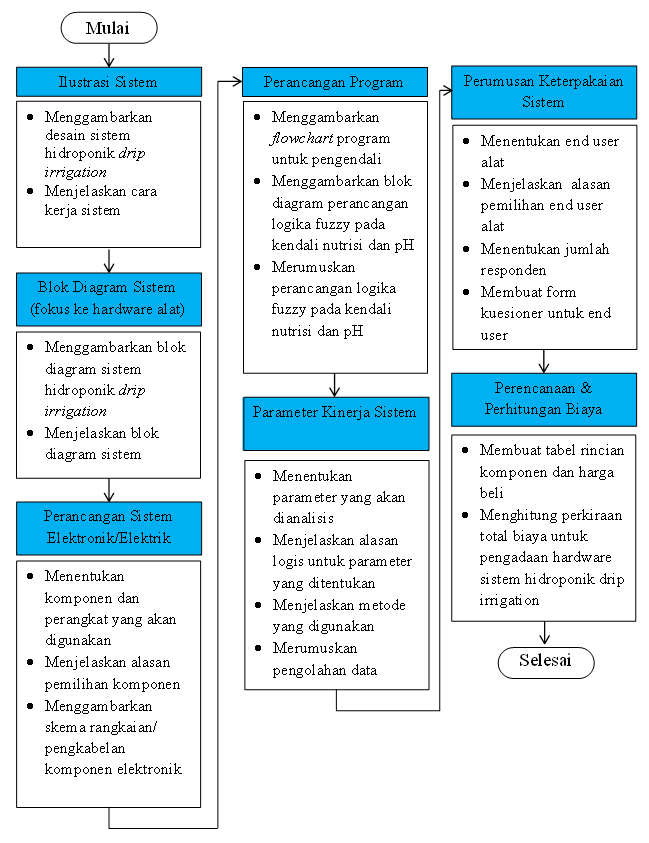 Mulai
Ilustrasi Sistem
• Menggambarkan
desain sistem
hidroponik drip
irrigation
• Menjelaskan cara
kerja sistem
Blok Diagram Sistem
(fokus ke hardware alat)
• Menggambarkan blok
diagram sistem
hidroponik drip
irrigation
• Menjelaskan blok
diagram sistem
Perancangan Sistem
Elektronik/Elektrik
• Menentukan
komponen dan
perangkat yang akan
digunakan
• Menjelaskan alasan
pemilihan komponen
• Menggambarkan
skema rangkaian/
pengkabelan
komponen elektronik
Perancangan Program
• Menggambarkan
flowchart program
untuk pengendali
• Menggambarkan blok
diagram perancangan
logika fuzzy pada
kendali nutrisi dan pH
• Merumuskan
perancangan logika
fuzzy pada kendali
nutrisi dan pH
Parameter Kinerja Sistem
• Menentukan
parameter yang akan
dianalisis
• Menjelaskan alasan
logis untuk parameter
yang ditentukan
• Menjelaskan metode
yang digunakan
• Merumuskan
pengolahan data
Perumusan Keterpakaian
Sistem
• Menentukan end user
alat
• Menjelaskan alasan
pemilihan end user
alat
• Menentukan jumlah
responden
• Membuat form
kuesioner untuk end
user
Perencanaan &
Perhitungan Biaya
• Membuat tabel rincian
komponen dan harga
beli
• Menghitung perkiraan
total biaya untuk
pengadaan hardware
sistem hidroponik drip
irrigation
Selesai